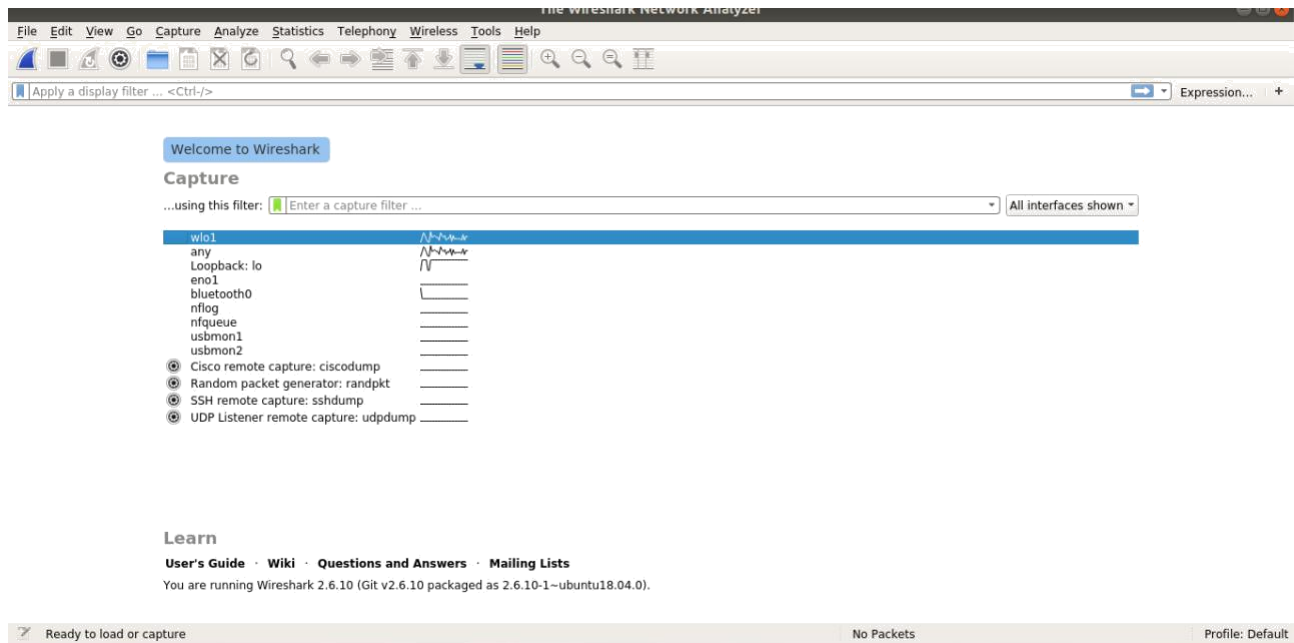 The Wireshark Network Analyzer
File Edit View Go Capture Analyze Statistics Telephony Wireless Tools Help
Apply a display filter ... <Ctrl-/> Expression... +
Welcome to Wireshark
Capture
...using this filter: Enter a capture filter ... All interfaces shown
wlo1
any
Loopback: lo
eno1
bluetooth0
nflog
nfqueue
usbmon1
usbmon2
Cisco remote capture: ciscodump
Random packet generator: randpkt
SSH remote capture: sshdump
UDP Listener remote capture: udpdump
Learn
User's Guide · Wiki · Questions and Answers · Mailing Lists
You are running Wireshark 2.6.10 (Git v2.6.10 packaged as 2.6.10-1~ubuntu18.04.0).
Ready to load or capture No Packets Profile: Default